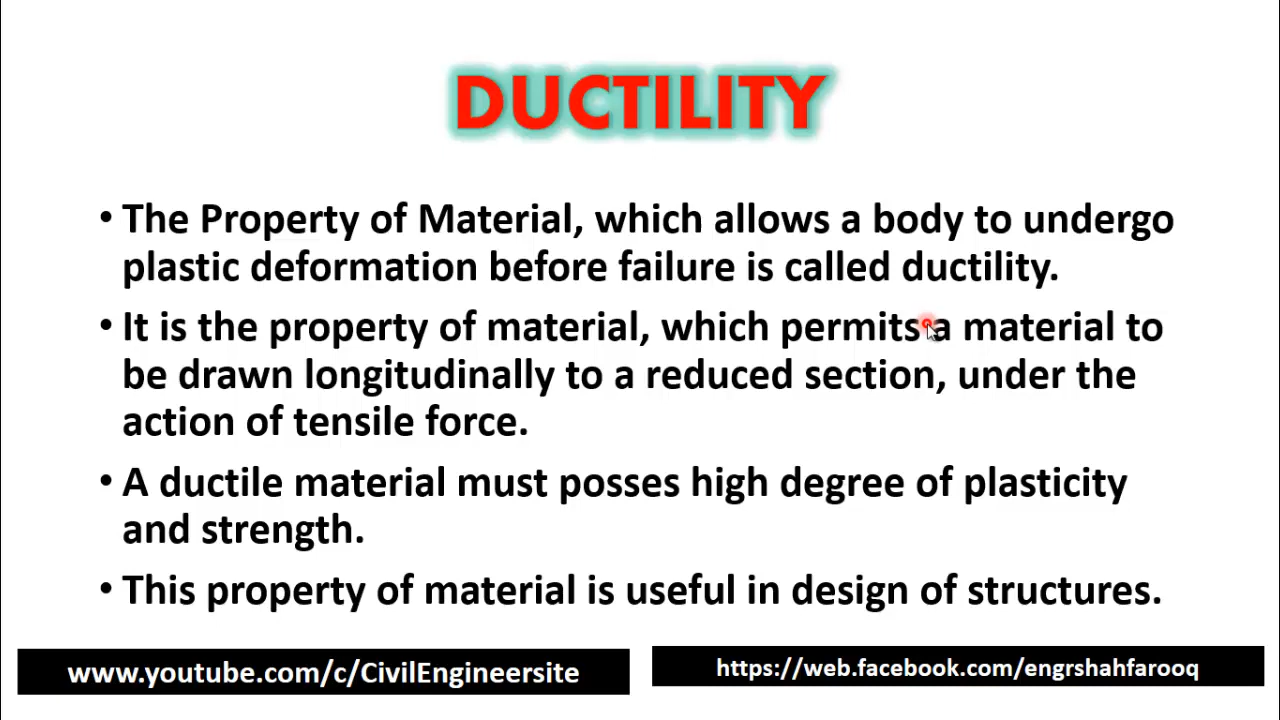 DUCTILITY
• The Property of Material, which allows a body to undergo
plastic deformation before failure is called ductility.
• It is the property of material, which permits a material to
be drawn longitudinally to a reduced section, under the
action of tensile force.
• A ductile material must posses high degree of plasticity
and strength.
• This property of material is useful in design of structures.
www.youtube.com/c/CivilEngineersite
https://web.facebook.com/engrshahfarooq